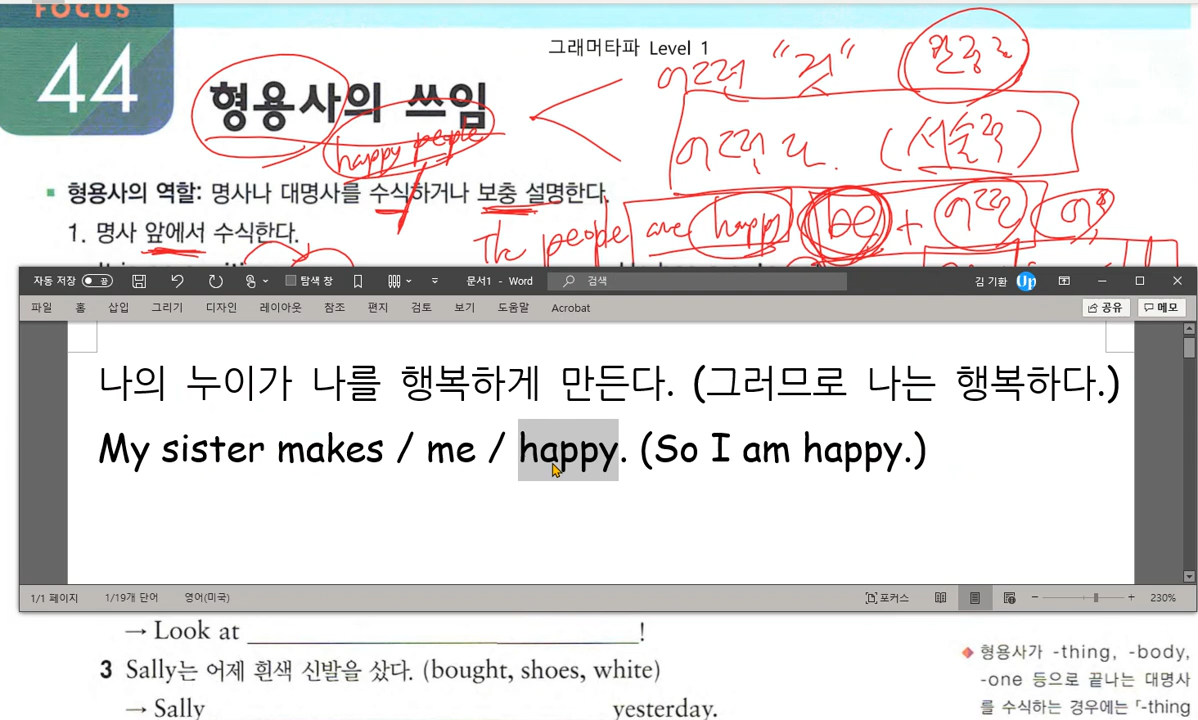 FOCUS
44
그래머타파 Level 1
형용사의 쓰임
어떤 "것"
한정적
어떻다. (서술적)
happy people
형용사의 역할: 명사나 대명사를 수식하거나 보충 설명한다.
1. 명사 앞에서 수식한다.
The people are happy
be +
자동 저장 끔
탐색 창
문서1 - Word
검색
김 기환
Up
파일 홈 삽입 그리기 디자인 레이아웃 참조 편지 검토 보기 도움말 Acrobat
공유 메모
나의 누이가 나를 행복하게 만든다. (그러므로 나는 행복하다.)
My sister makes / me / happy. (So I am happy.)
1/1 페이지 1/19개 단어 영어(미국)
포커스
230%
→ Look at !
3 Sally는 어제 흰색 신발을 샀다. (bought, shoes, white)
→ Sally yesterday.
형용사가 -thing, -body,
-one 등으로 끝나는 대명사
를 수식하는 경우에는 「-thing